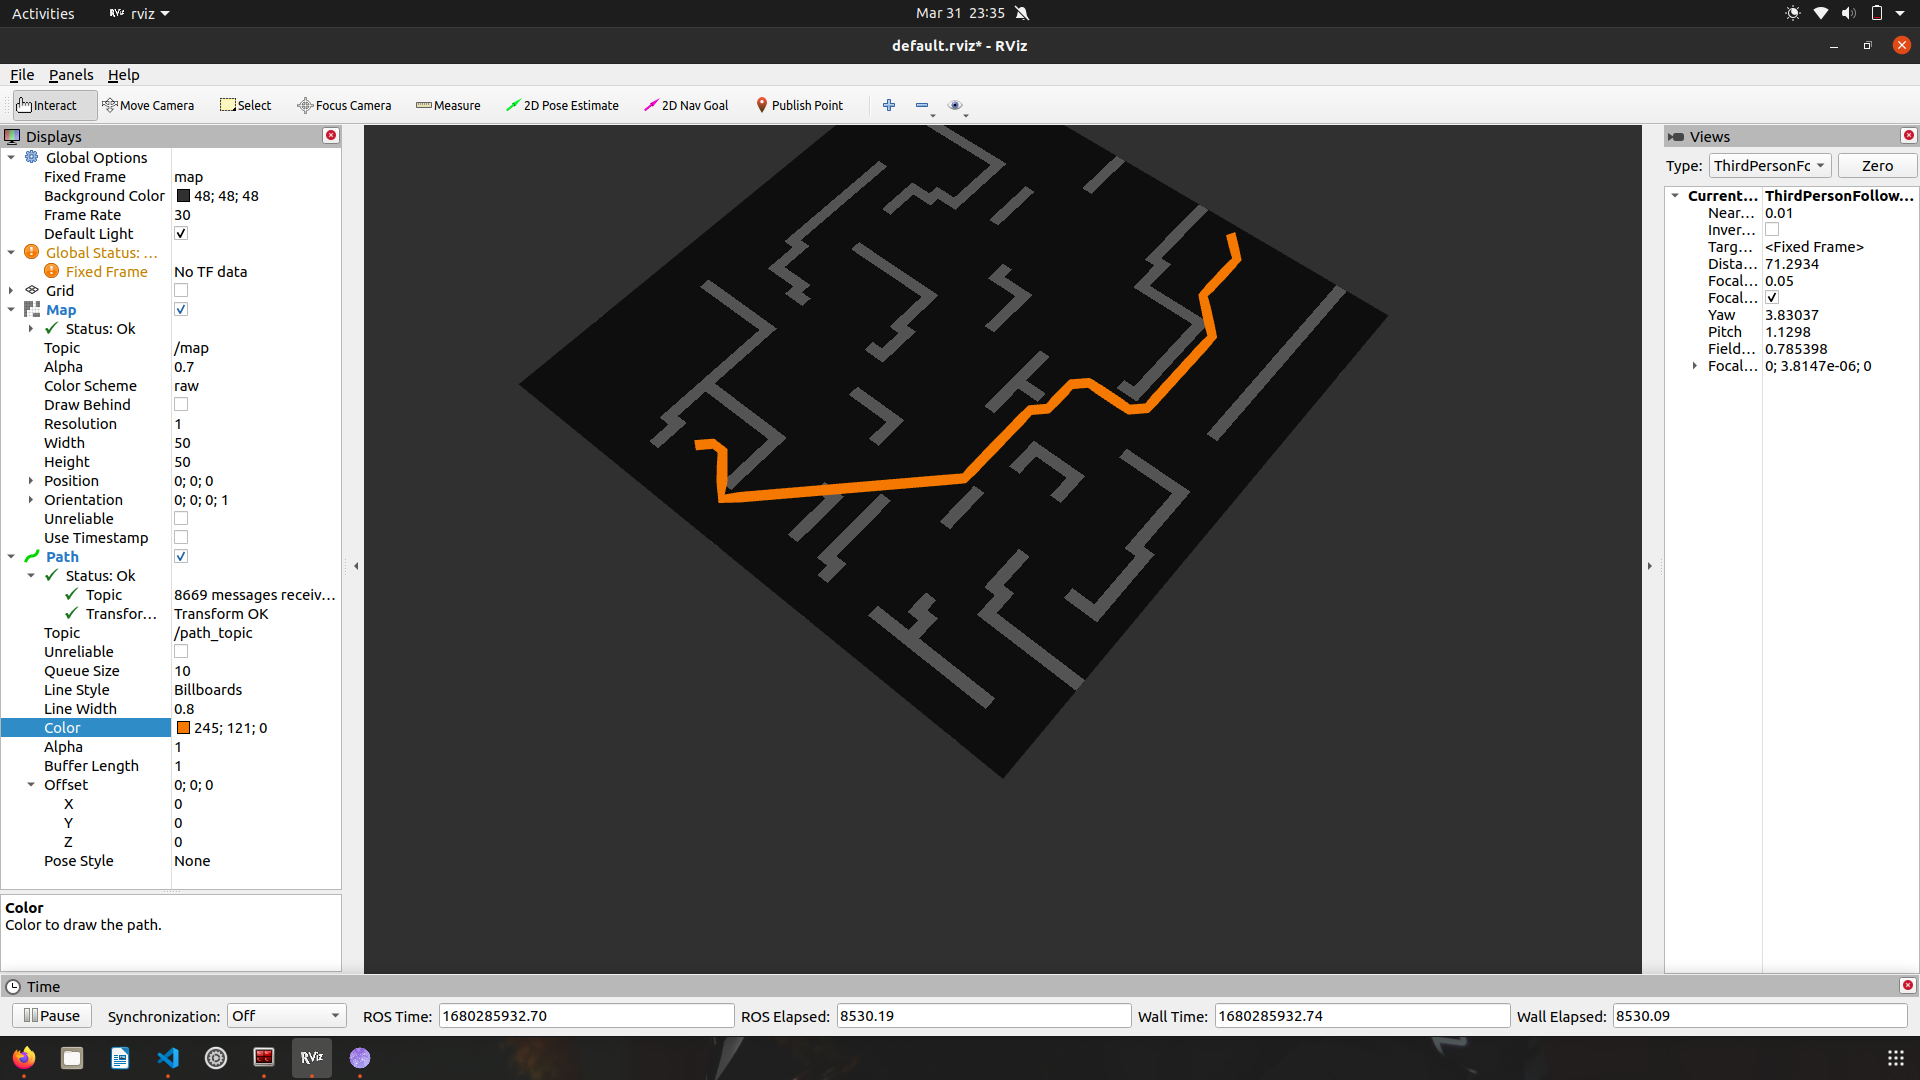 Activities
RViz rviz
Mar 31 23:35
default.rviz* - RViz
File Panels Help
Interact Move Camera Select Focus Camera Measure 2D Pose Estimate 2D Nav Goal Publish Point
Displays
Global Options
Fixed Frame map
Background Color 48; 48; 48
Frame Rate 30
Default Light
Global Status: ...
Fixed Frame No TF data
Grid
Map
Status: Ok
Topic /map
Alpha 0.7
Color Scheme raw
Draw Behind
Resolution 1
Width 50
Height 50
Position 0; 0; 0
Orientation 0; 0; 0; 1
Unreliable
Use Timestamp
Path
Status: Ok
Topic 8669 messages receiv...
Transfor... Transform OK
Topic /path_topic
Unreliable
Queue Size 10
Line Style Billboards
Line Width 0.8
Color 245; 121; 0
Alpha 1
Buffer Length 1
Offset 0; 0; 0
X 0
Y 0
Z 0
Pose Style None
Color
Color to draw the path.
Views
Type: ThirdPersonFc Zero
Current... ThirdPersonFollow...
Near... 0.01
Inver...
Targ... <Fixed Frame>
Dista... 71.2934
Focal... 0.05
Focal...
Yaw 3.83037
Pitch 1.1298
Field... 0.785398
Focal... 0; 3.8147e-06; 0
Time
Pause Synchronization: Off ROS Time: 1680285932.70 ROS Elapsed: 8530.19 Wall Time: 1680285932.74 Wall Elapsed: 8530.09
RViz